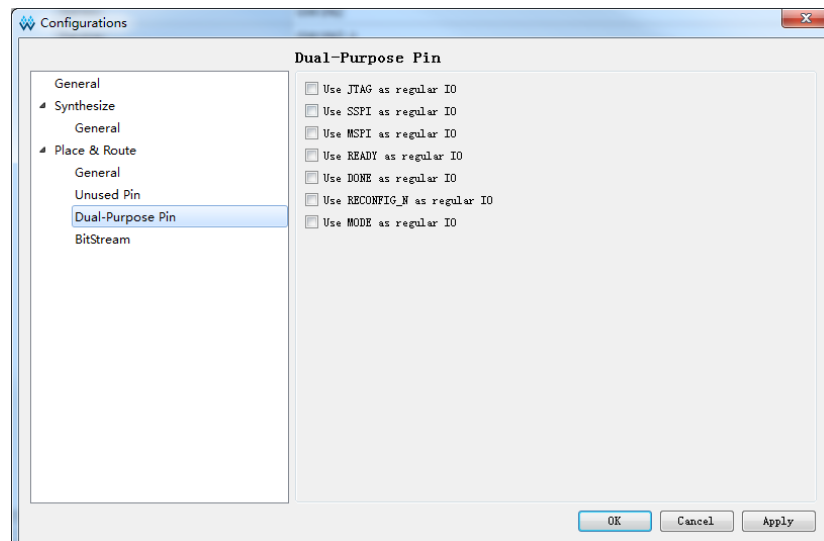 Configurations
Dual-Purpose Pin
General
Synthesize
General
Place & Route
General
Unused Pin
Dual-Purpose Pin
BitStream
Use JTAG as regular IO
Use SSPI as regular IO
Use MSPI as regular IO
Use READY as regular IO
Use DONE as regular IO
Use RECONFIG_N as regular IO
Use MODE as regular IO
OK
Cancel
Apply